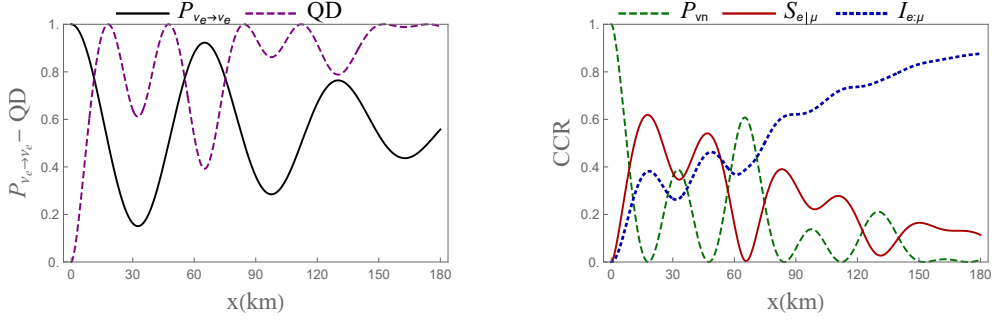 P_{ν_e→ν_e} QD
1.
0.8
0.6
0.4
0.2
0.
P_{ν_e→ν_e} – QD
0 30 60 90 120 150 180
x(km)
P_{vn} S_{e|μ} I_{e:μ}
1.
0.8
0.6
0.4
0.2
0.
CCR
0 30 60 90 120 150 180
x(km)